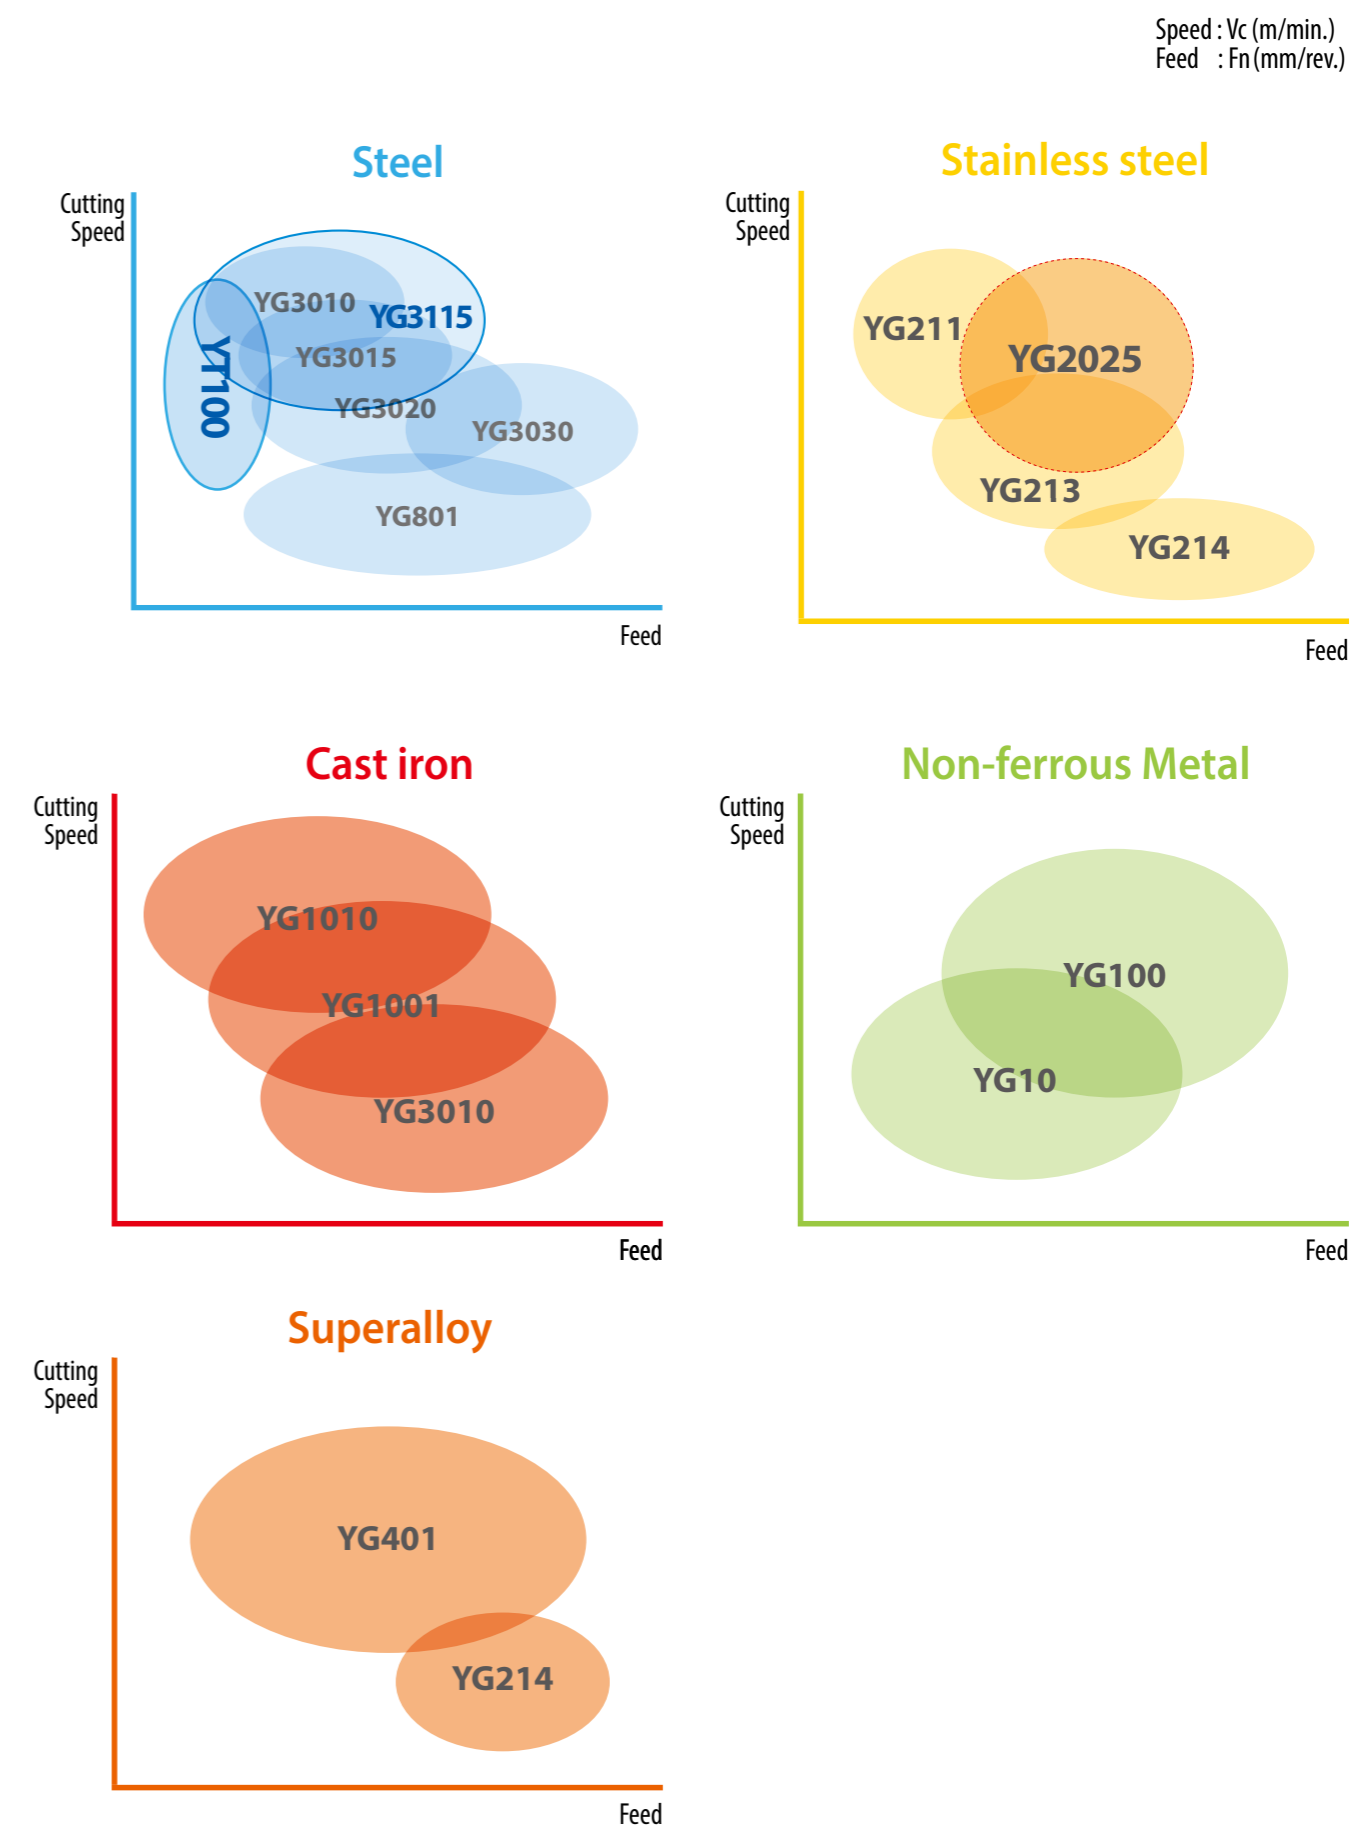 Speed : Vc (m/min.)
Feed : Fn (mm/rev.)
Steel
Cutting
Speed
YG3010
YG3115
YG3015
YT100
YG3020
YG3030
YG801
Feed
Stainless steel
Cutting
Speed
YG211
YG2025
YG213
YG214
Feed
Cast iron
Cutting
Speed
YG1010
YG1001
YG3010
Feed
Non-ferrous Metal
Cutting
Speed
YG100
YG10
Feed
Superalloy
Cutting
Speed
YG401
YG214
Feed